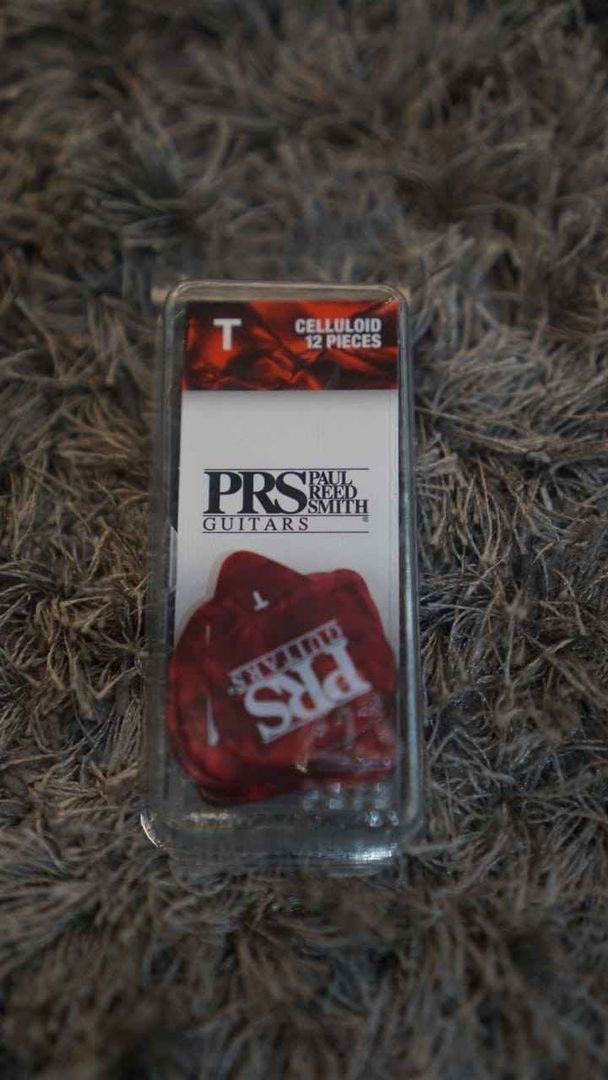 T
CELLULOID
12 PIECES
PRS PAUL
REED
SMITH
GUITARS ®
T
PRS
GUITARS